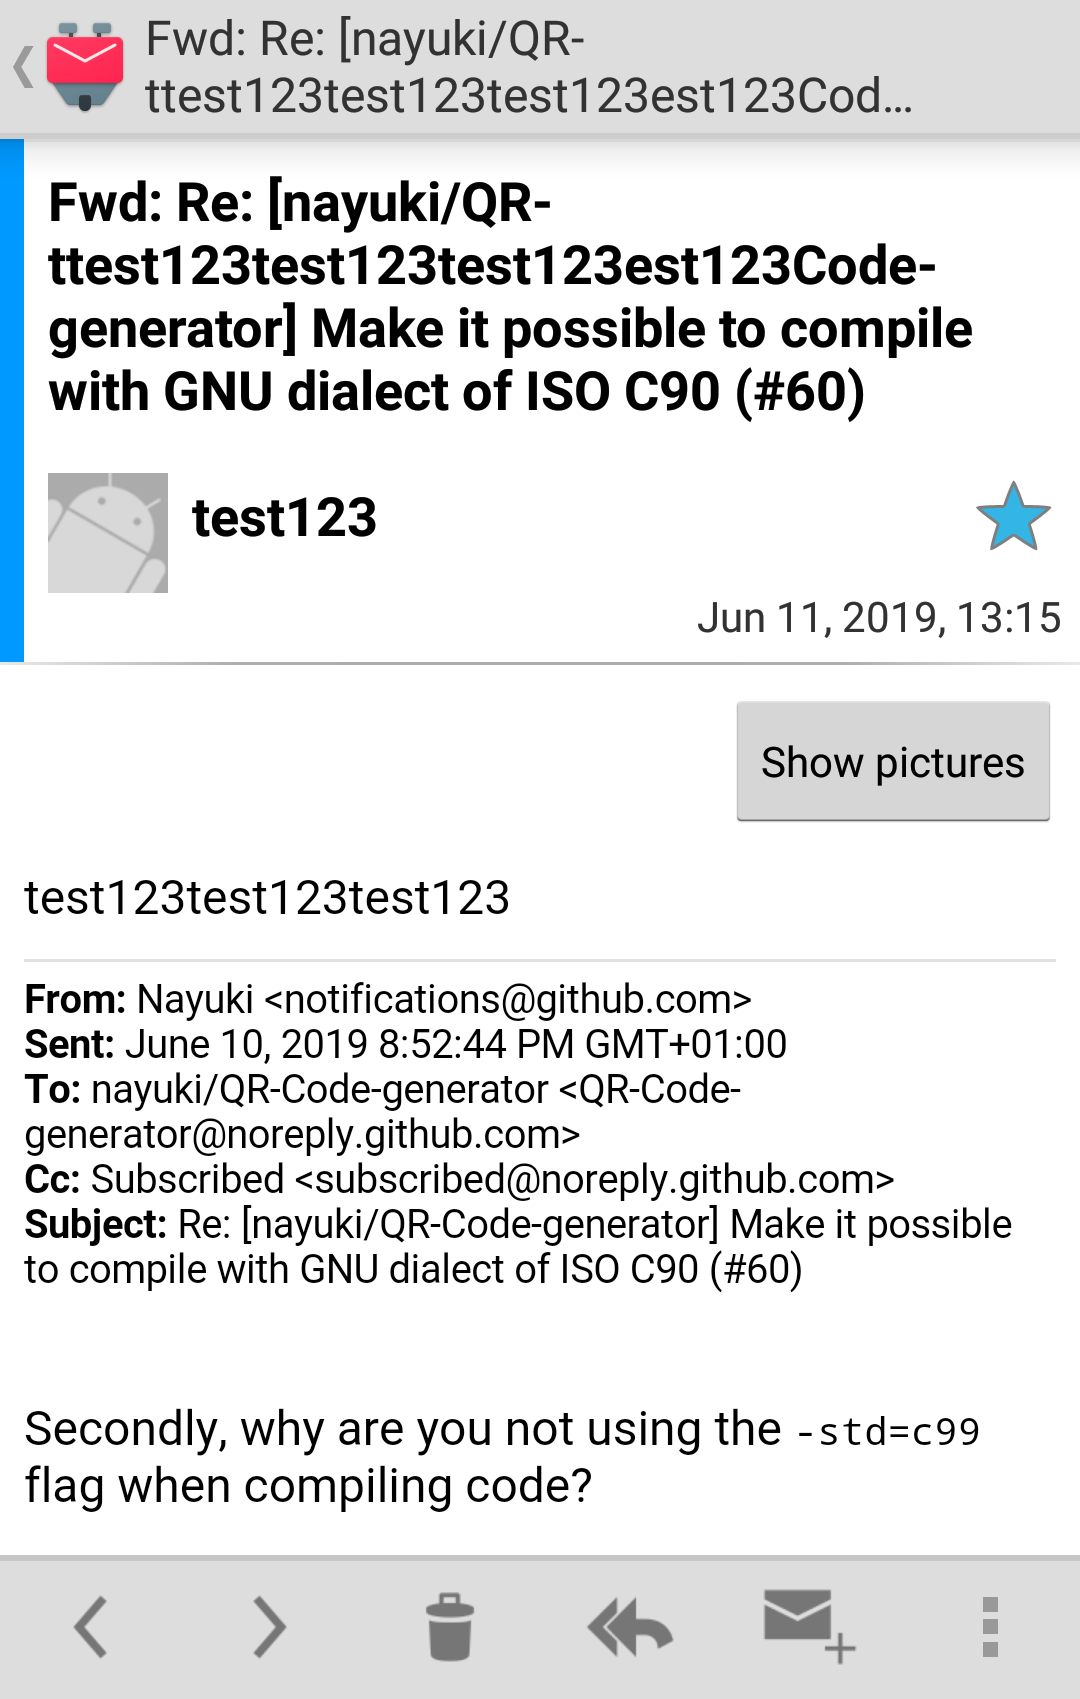 Fwd: Re: [nayuki/QR-
ttest123test123test123est123Cod...
Fwd: Re: [nayuki/QR-
ttest123test123test123est123Code-
generator] Make it possible to compile
with GNU dialect of ISO C90 (#60)
test123
Jun 11, 2019, 13:15
Show pictures
test123test123test123
From: Nayuki <notifications@github.com>
Sent: June 10, 2019 8:52:44 PM GMT+01:00
To: nayuki/QR-Code-generator <QR-Code-
generator@noreply.github.com>
Cc: Subscribed <subscribed@noreply.github.com>
Subject: Re: [nayuki/QR-Code-generator] Make it possible
to compile with GNU dialect of ISO C90 (#60)
Secondly, why are you not using the -std=c99
flag when compiling code?